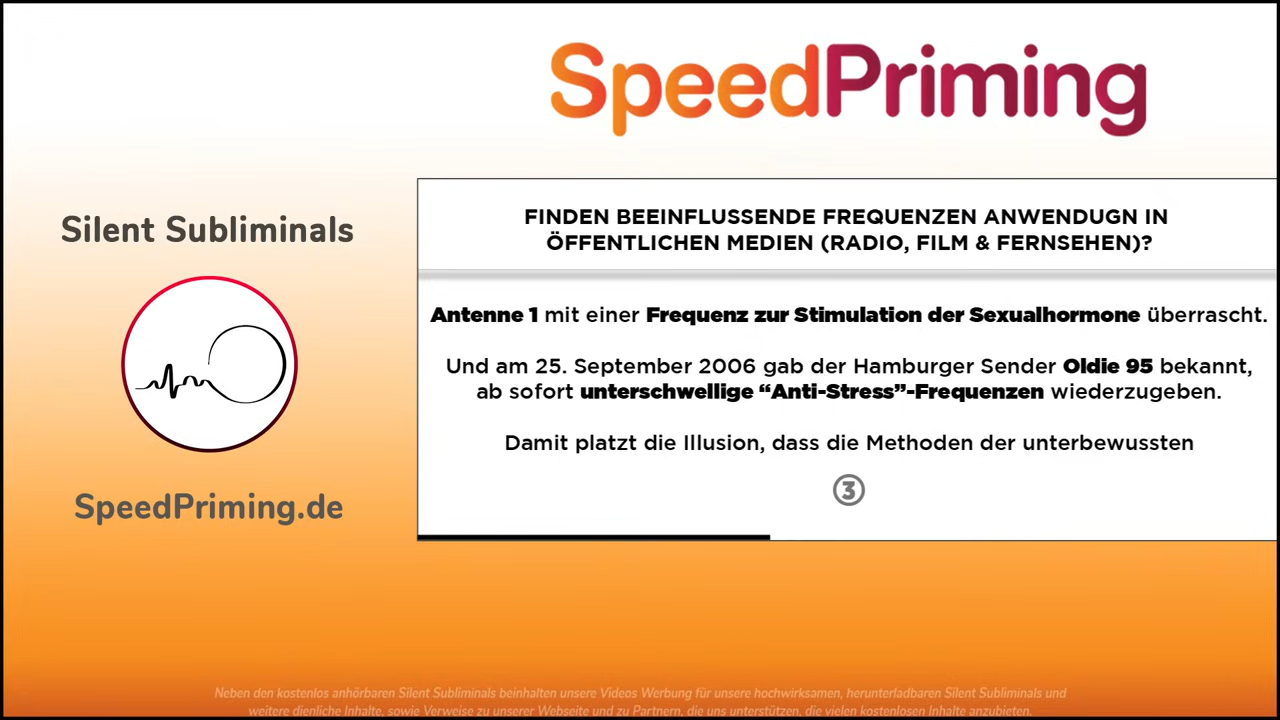 SpeedPriming
Silent Subliminals
SpeedPriming.de
FINDEN BEEINFLUSSENDE FREQUENZEN ANWENDUGN IN
ÖFFENTLICHEN MEDIEN (RADIO, FILM & FERNSEHEN)?
Antenne 1 mit einer Frequenz zur Stimulation der Sexualhormone überrascht.
Und am 25. September 2006 gab der Hamburger Sender Oldie 95 bekannt,
ab sofort unterschwellige “Anti-Stress”-Frequenzen wiederzugeben.
Damit platzt die Illusion, dass die Methoden der unterbewussten
3
Neben den kostenlos anhörbaren Silent Subliminals beinhalten unsere Videos Werbung für unsere hochwirksamen, herunterladbaren Silent Subliminals und
weitere dienliche Inhalte, sowie Verweise zu unserer Webseite und zu Partnern, die uns unterstützen, die vielen kostenlosen Inhalte anzubieten.